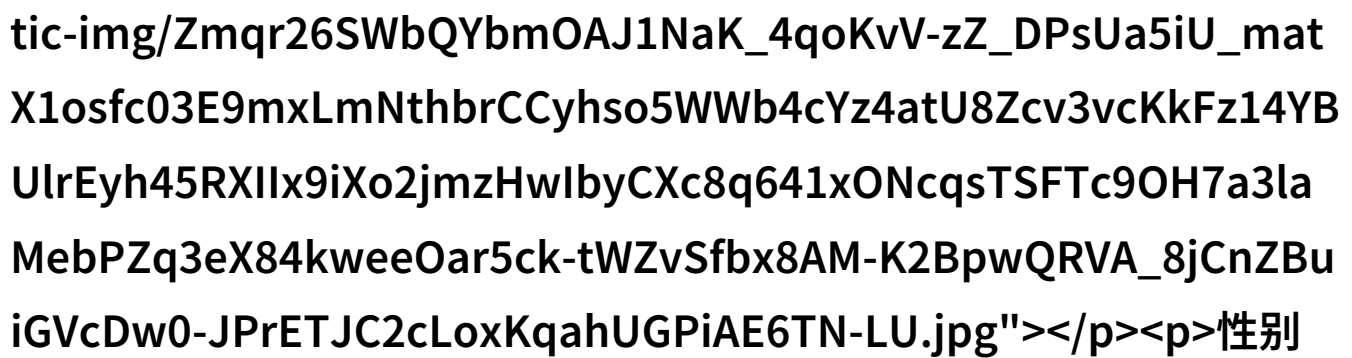 tic-img/Zmqr26SWbQYbmOAJ1NaK_4qoKvV-zZ_DPsUa5iU_mat
X1osfc03E9mxLmNthbrCCyhso5WWb4cYz4atU8Zcv3vcKkFz14YB
UlrEyh45RXIIx9iXo2jmzHwIbyCXc8q641xONcqsTSFTc9OH7a3la
MebPZq3eX84kweeOar5ck-tWZvSfbx8AM-K2BpwQRVA_8jCnZBu
iGVcDw0-JPrETJC2cLoxKqahUGPiAE6TN-LU.jpg"></p><p>性别